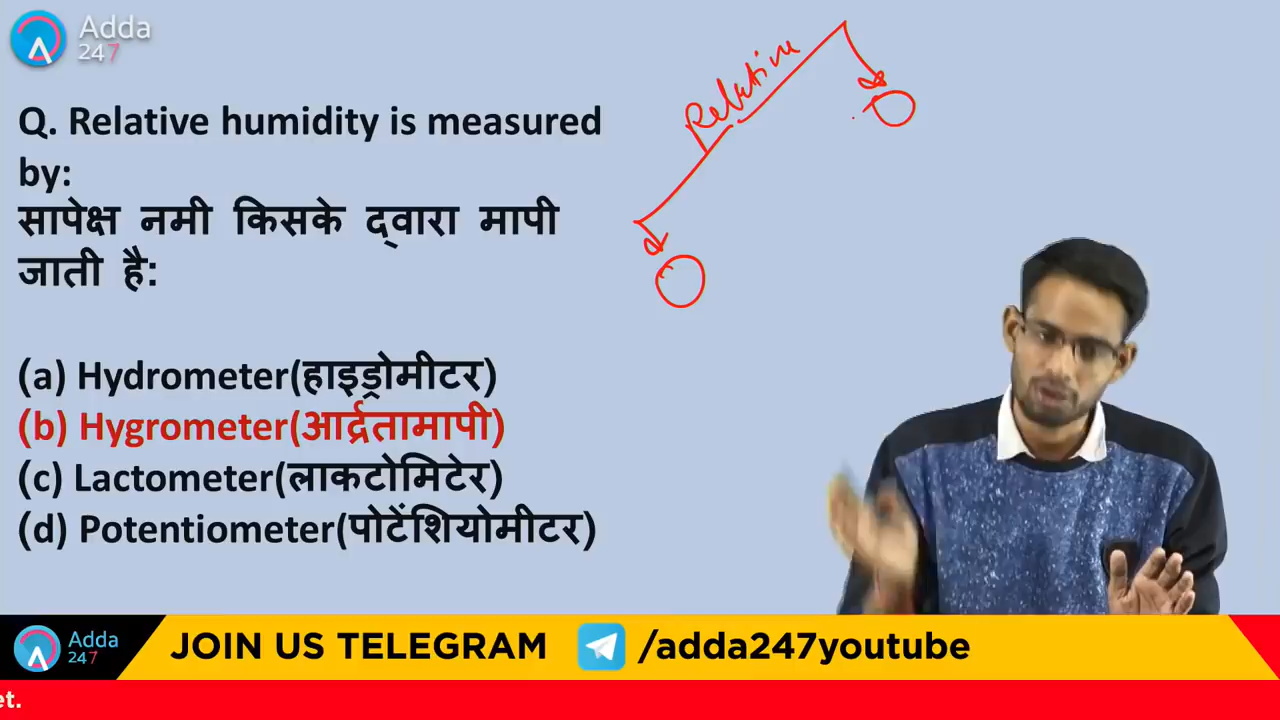 Adda
247
Relative
Q. Relative humidity is measured
by:
सापेक्ष नमी किसके द्वारा मापी
जाती है:
(a) Hydrometer(हाइड्रोमीटर)
(b) Hygrometer(आर्द्रतामापी)
(c) Lactometer(लाकटोमिटेर)
(d) Potentiometer(पोटेंशियोमीटर)
Adda
247
JOIN US TELEGRAM /adda247youtube
et.